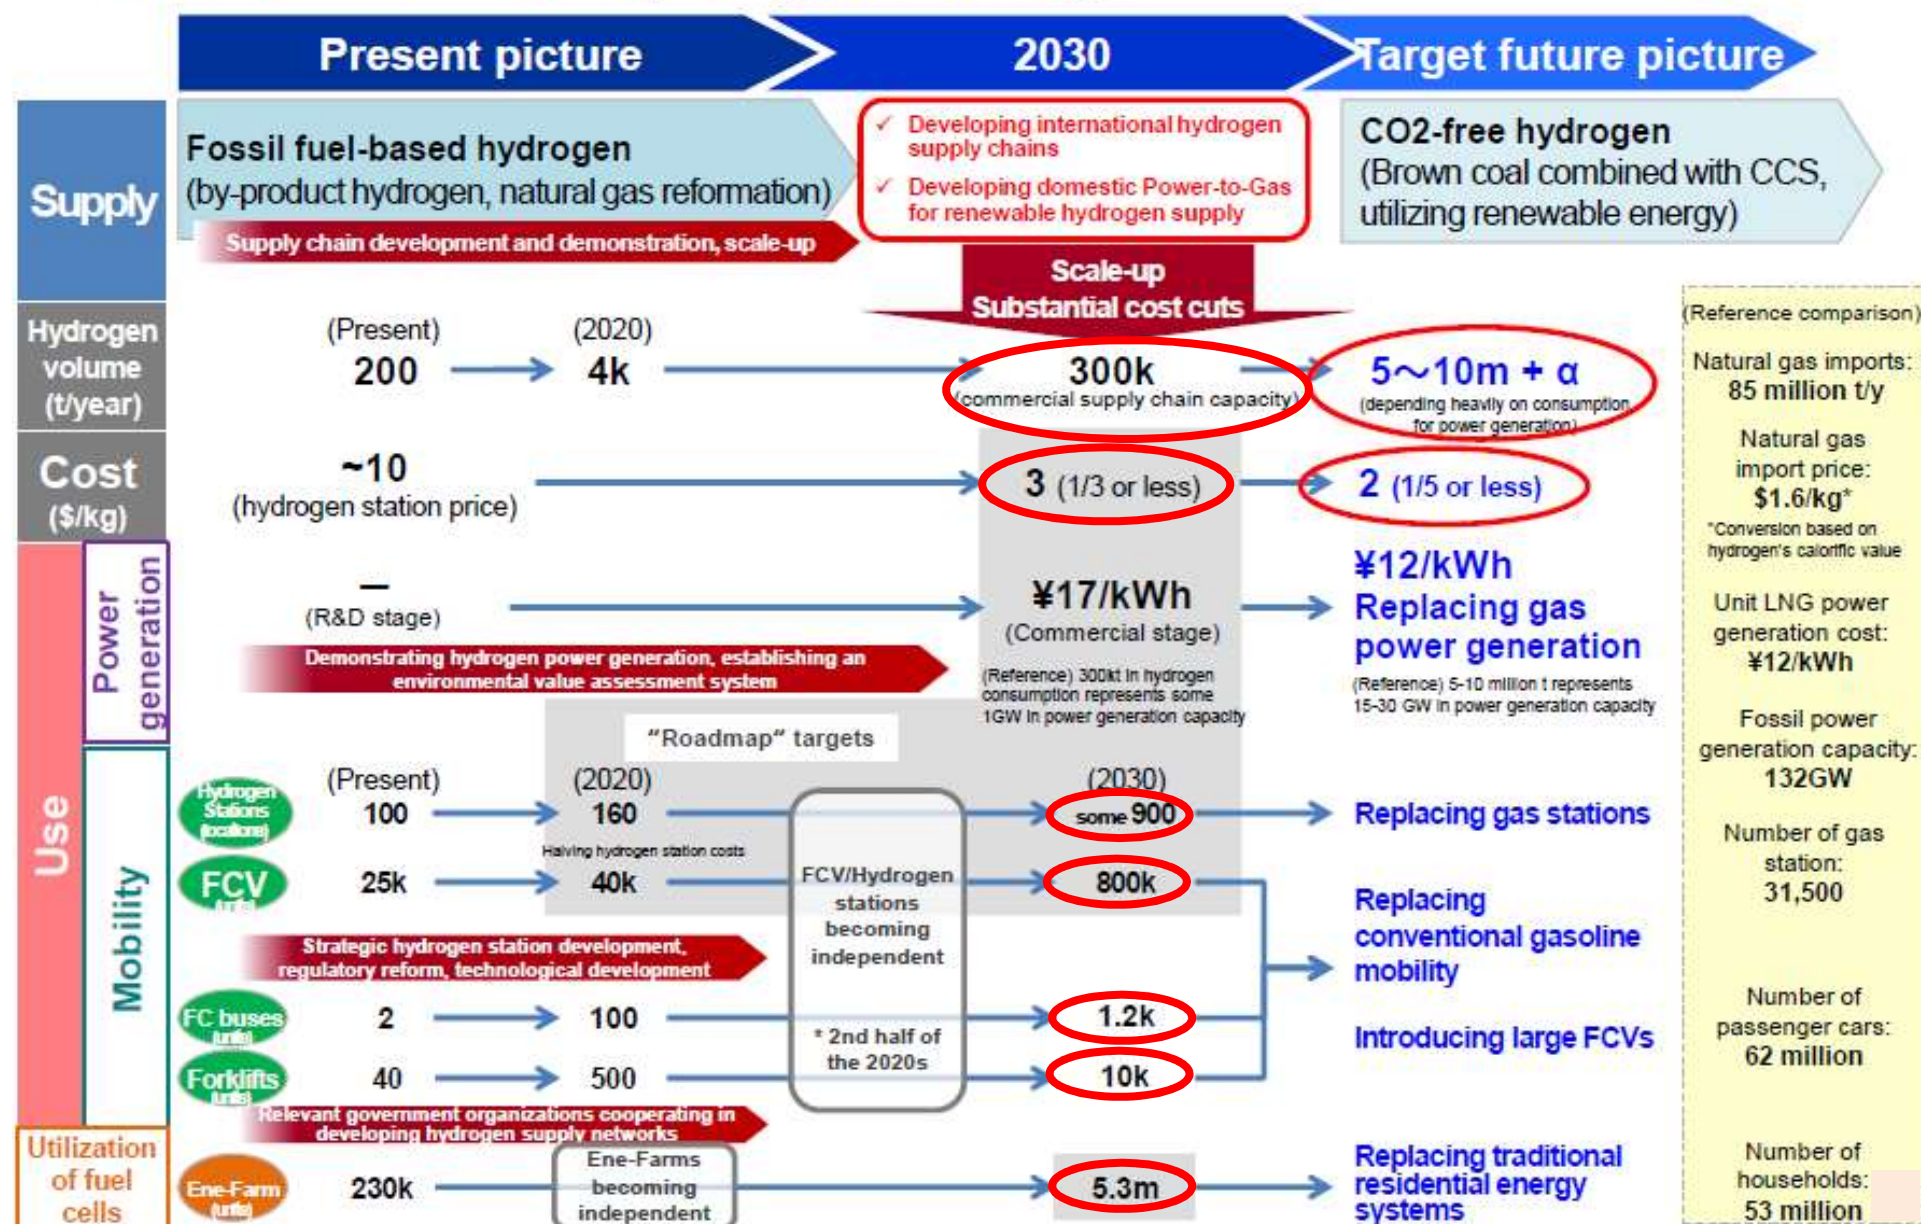 Present picture
2030
Target future picture
Supply
Fossil fuel-based hydrogen
(by-product hydrogen, natural gas reformation)
Supply chain development and demonstration, scale-up
✓ Developing international hydrogen
supply chains
✓ Developing domestic Power-to-Gas
for renewable hydrogen supply
CO2-free hydrogen
(Brown coal combined with CCS,
utilizing renewable energy)
Scale-up
Substantial cost cuts
Hydrogen
volume
(t/year)
(Present)
200
(2020)
4k
300k
(commercial supply chain capacity)
5～10m + α
(depending heavily on consumption
for power generation)
Cost
($/kg)
~10
(hydrogen station price)
3 (1/3 or less)
2 (1/5 or less)
Use
Power
generation
—
(R&D stage)
¥17/kWh
(Commercial stage)
(Reference) 300kt in hydrogen
consumption represents some
1GW in power generation capacity
¥12/kWh
Replacing gas
power generation
(Reference) 5-10 million t represents
15-30 GW in power generation capacity
Demonstrating hydrogen power generation, establishing an
environmental value assessment system
"Roadmap" targets
Mobility
Hydrogen
Stations
(locations)
(Present)
100
(2020)
160
Halving hydrogen station costs
(2030)
some 900
Replacing gas stations
FCV
(units)
25k
40k
FCV/Hydrogen
stations
becoming
independent
* 2nd half of
the 2020s
800k
Replacing
conventional gasoline
mobility
Strategic hydrogen station development,
regulatory reform, technological development
FC buses
(units)
2
100
1.2k
Introducing large FCVs
Forklifts
(units)
40
500
10k
Relevant government organizations cooperating in
developing hydrogen supply networks
Utilization
of fuel
cells
Ene-Farm
(units)
230k
Ene-Farms
becoming
independent
5.3m
Replacing traditional
residential energy
systems
(Reference comparison)
Natural gas imports:
85 million t/y
Natural gas
import price:
$1.6/kg*
*Conversion based on
hydrogen's calorific value
Unit LNG power
generation cost:
¥12/kWh
Fossil power
generation capacity:
132GW
Number of gas
station:
31,500
Number of
passenger cars:
62 million
Number of
households:
53 million